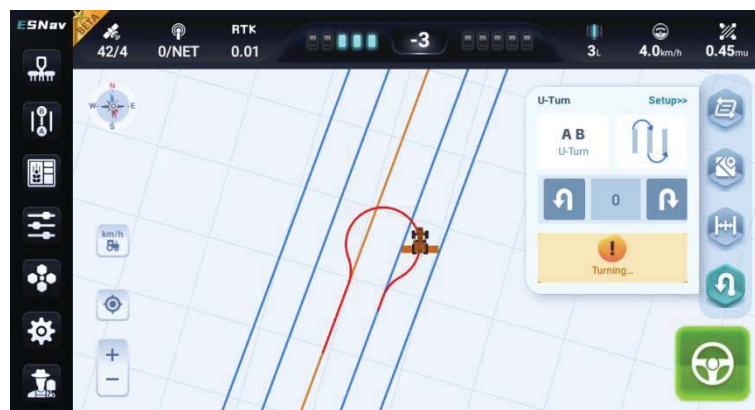 ESNav
BETA
42/4
0/NET
RTK
0.01
-3
3L
4.0km/h
0.45mu
N
W
E
S
B
A
U-Turn
Setup>>
A B
U-Turn
0
!
Turning...
km/h
+
−